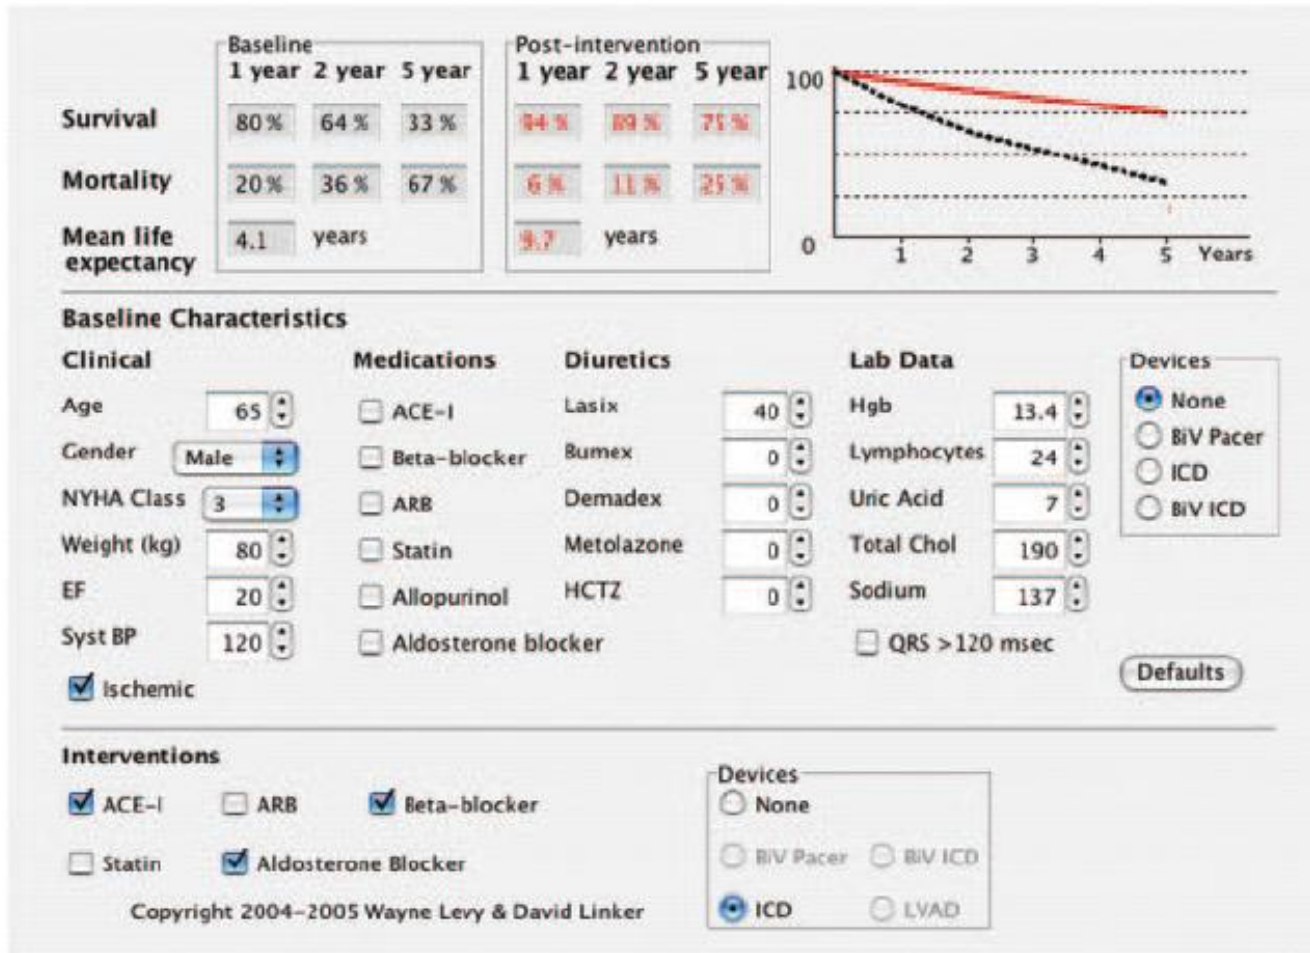 Baseline Post-intervention
1 year 2 year 5 year 1 year 2 year 5 year
100
Survival 80 % 64 % 33 % 94 % 89 % 75 %
Mortality 20 % 36 % 67 % 6 % 11 % 25 %
Mean life expectancy 4.1 years 9.7 years
0 1 2 3 4 5 Years
Baseline Characteristics
Clinical Medications Diuretics Lab Data Devices
Age 65 ACE-I Lasix 40 Hgb 13.4 None
Gender Male Beta-blocker Bumex 0 Lymphocytes 24 BiV Pacer
NYHA Class 3 ARB Demadex 0 Uric Acid 7 ICD
Weight (kg) 80 Statin Metolazone 0 Total Chol 190 BiV ICD
EF 20 Allopurinol HCTZ 0 Sodium 137
Syst BP 120 Aldosterone blocker QRS >120 msec
Defaults
Ischemic
Interventions
Devices
ACE-I ARB Beta-blocker None
Statin Aldosterone Blocker BiV Pacer BiV ICD
Copyright 2004-2005 Wayne Levy & David Linker ICD LVAD